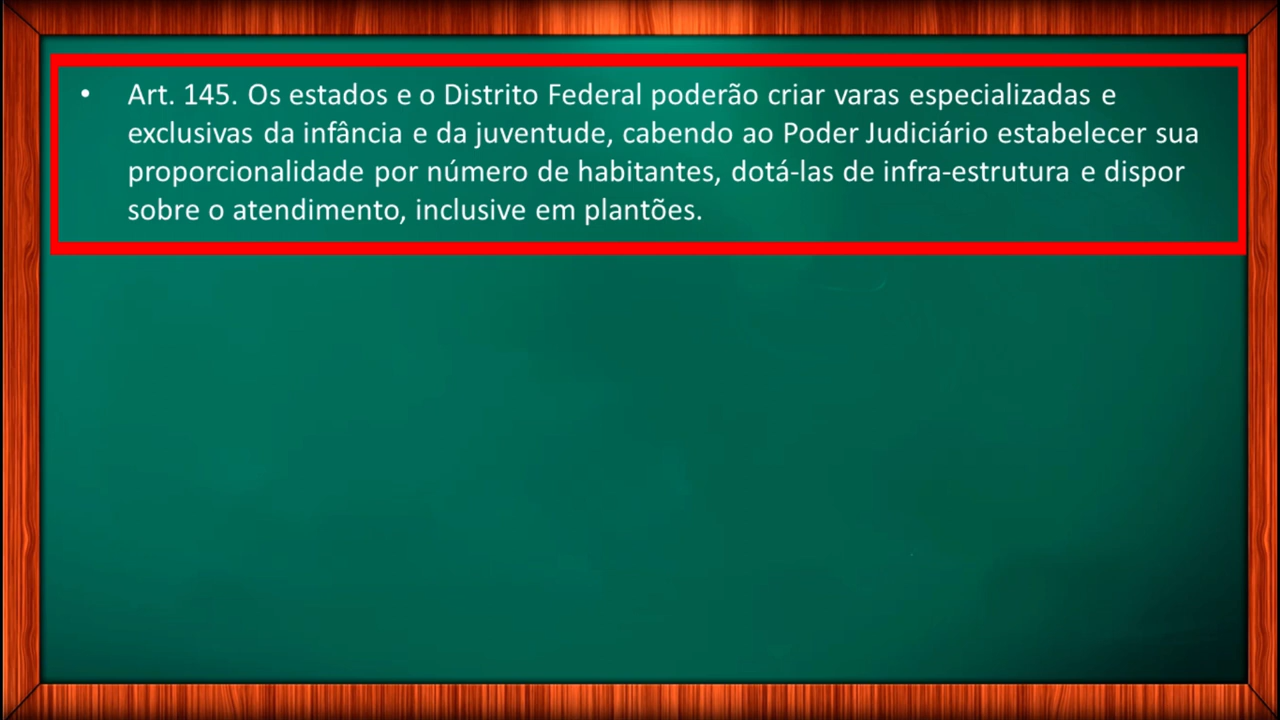 • Art. 145. Os estados e o Distrito Federal poderão criar varas especializadas e
exclusivas da infância e da juventude, cabendo ao Poder Judiciário estabelecer sua
proporcionalidade por número de habitantes, dotá-las de infra-estrutura e dispor
sobre o atendimento, inclusive em plantões.